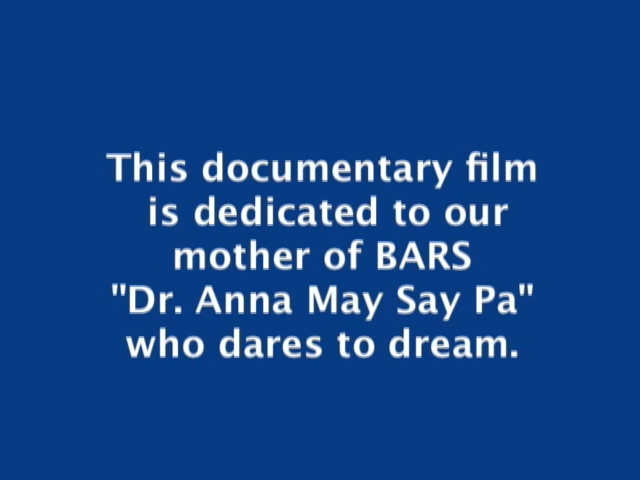 This documentary film
is dedicated to our
mother of BARS
"Dr. Anna May Say Pa"
who dares to dream.